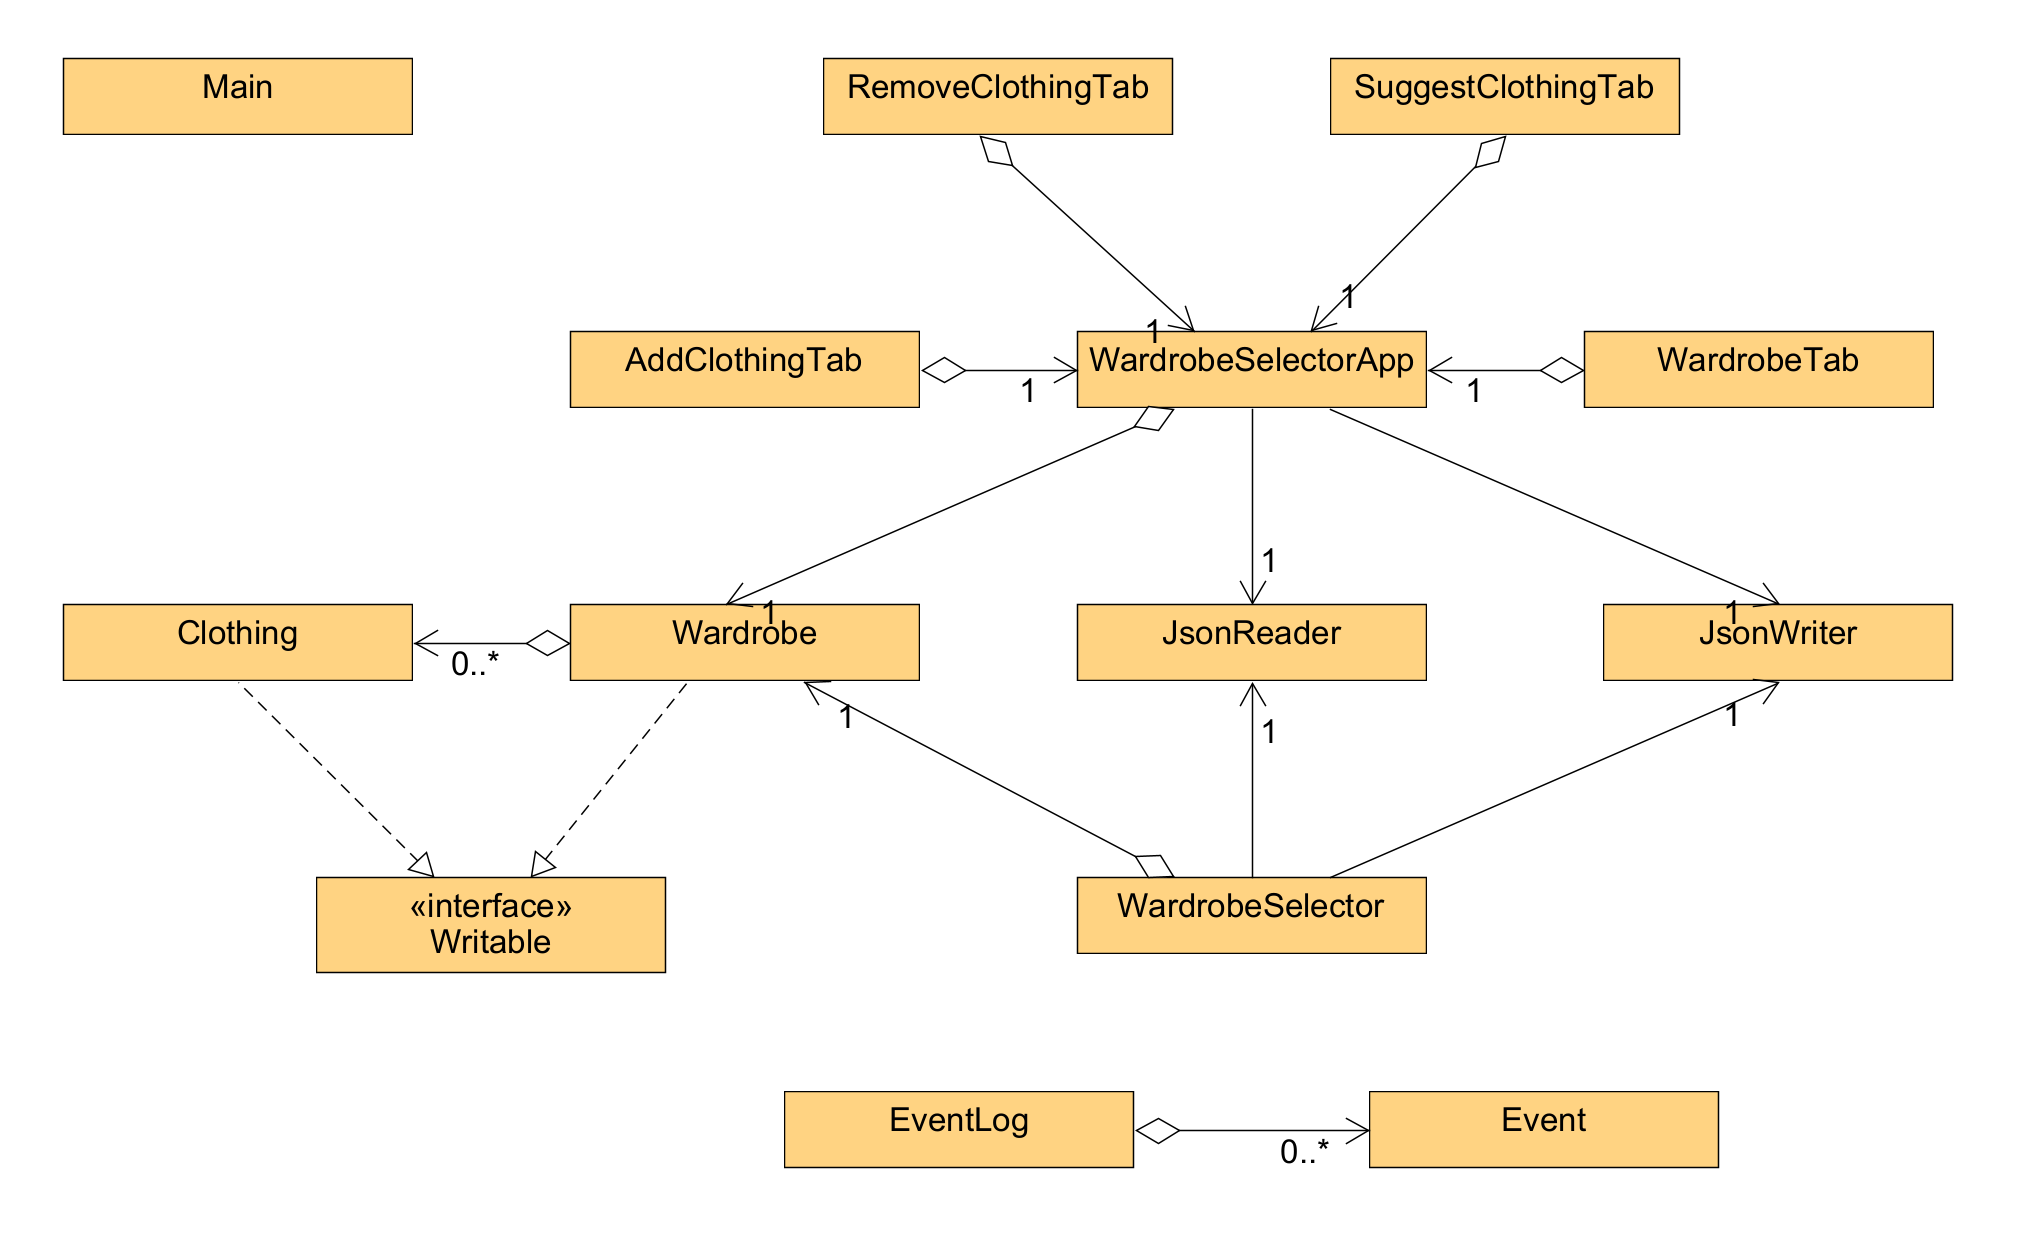 Main
RemoveClothingTab
SuggestClothingTab
1
1
AddClothingTab
1
WardrobeSelectorApp
1
WardrobeTab
1
1
1
Clothing
0..*
Wardrobe
JsonReader
JsonWriter
1
1
1
«interface»
Writable
WardrobeSelector
EventLog
0..*
Event